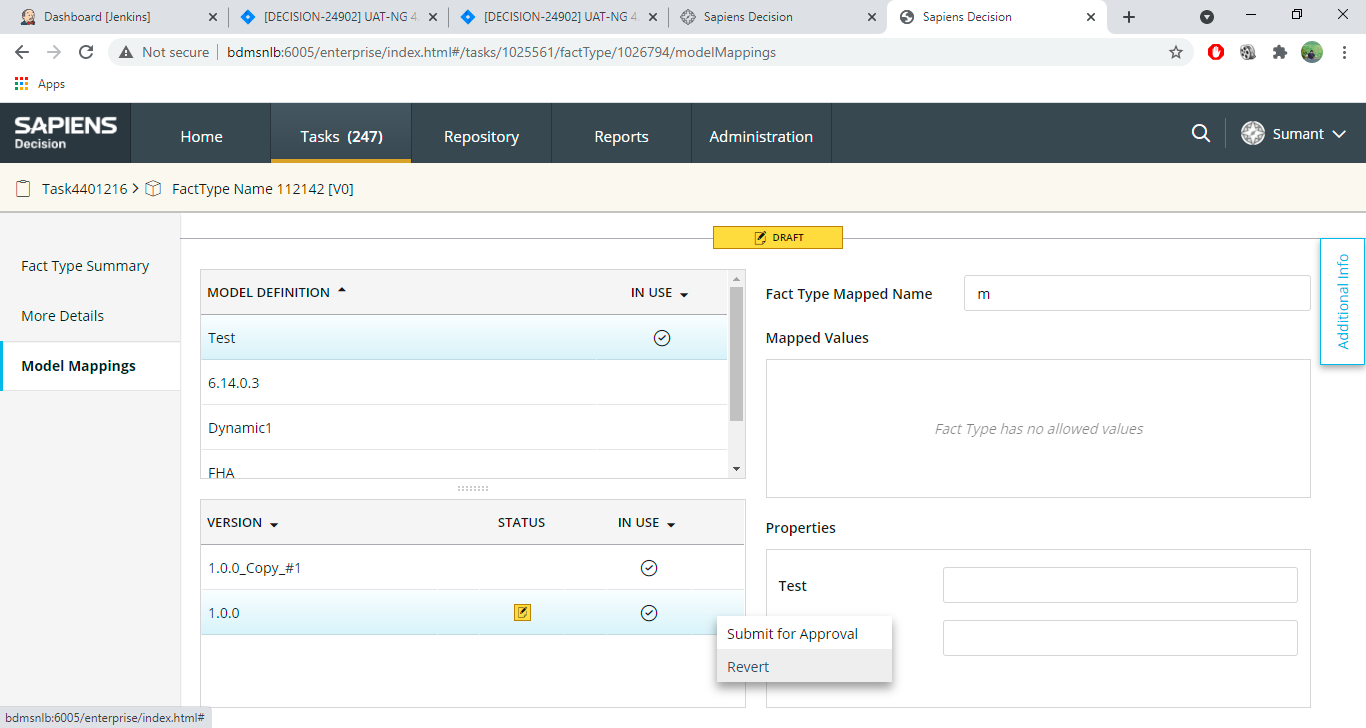 Dashboard [Jenkins]
[DECISION-24902] UAT-NG 4.
[DECISION-24902] UAT-NG 4.
Sapiens Decision
Sapiens Decision
Not secure
bdmsnlb:6005/enterprise/index.html#/tasks/1025561/factType/1026794/modelMappings
Apps
SAPIENS
Decision
Home
Tasks (247)
Repository
Reports
Administration
Sumant
Task4401216
FactType Name 112142 [V0]
DRAFT
Fact Type Summary
More Details
Model Mappings
MODEL DEFINITION
IN USE
Test
6.14.0.3
Dynamic1
FHA
VERSION
STATUS
IN USE
1.0.0_Copy_#1
1.0.0
Fact Type Mapped Name
m
Mapped Values
Fact Type has no allowed values
Properties
Test
Submit for Approval
Revert
Additional Info
bdmsnlb:6005/enterprise/index.html#